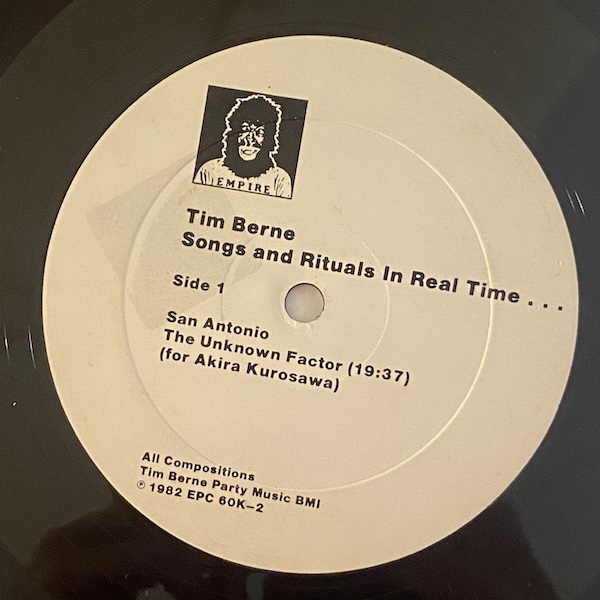 EMPIRE
Tim Berne
Songs and Rituals In Real Time . . .
Side 1
San Antonio
The Unknown Factor (19:37)
(for Akira Kurosawa)
All Compositions
Tim Berne Party Music BMI
℗ 1982 EPC 60K-2